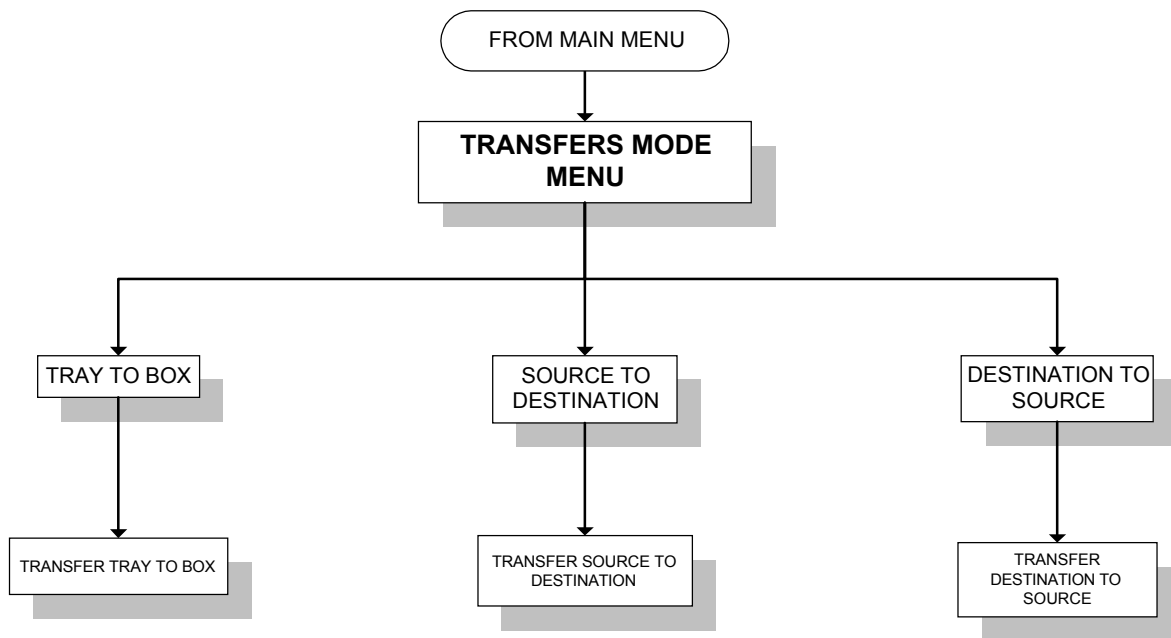 FROM MAIN MENU
TRANSFERS MODE
MENU
TRAY TO BOX
SOURCE TO
DESTINATION
DESTINATION TO
SOURCE
TRANSFER TRAY TO BOX
TRANSFER SOURCE TO
DESTINATION
TRANSFER
DESTINATION TO
SOURCE